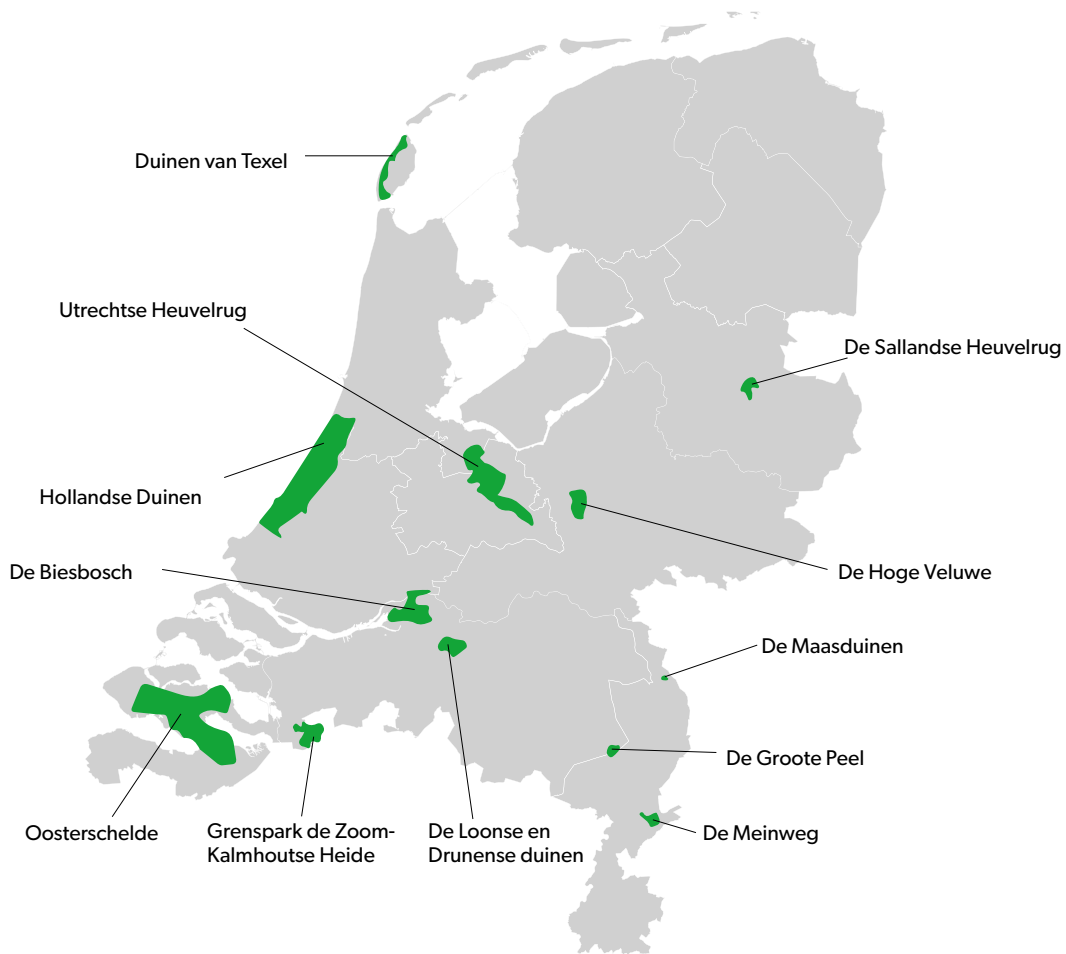 Duinen van Texel
Utrechtse Heuvelrug
De Sallandse Heuvelrug
Hollandse Duinen
De Biesbosch
De Hoge Veluwe
De Maasduinen
De Groote Peel
Oosterschelde
Grenspark de Zoom-
Kalmhoutse Heide
De Loonse en
Drunense duinen
De Meinweg